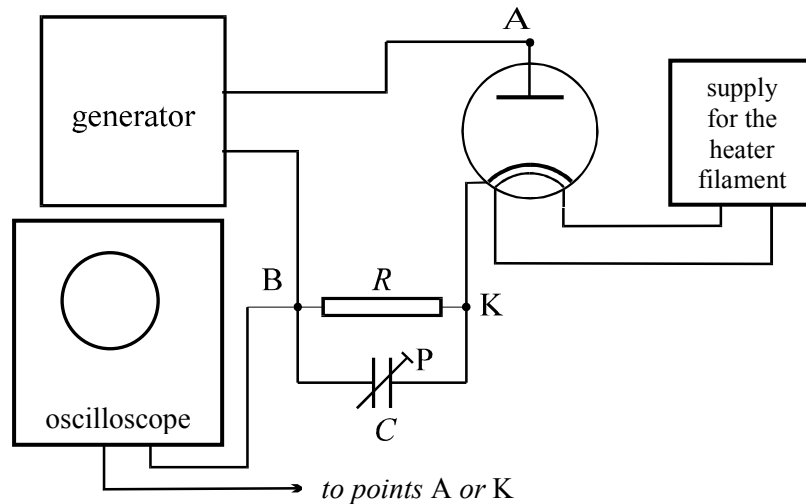 A
generator
supply
for the
heater
filament
B
R
K
P
C
oscilloscope
to points A or K